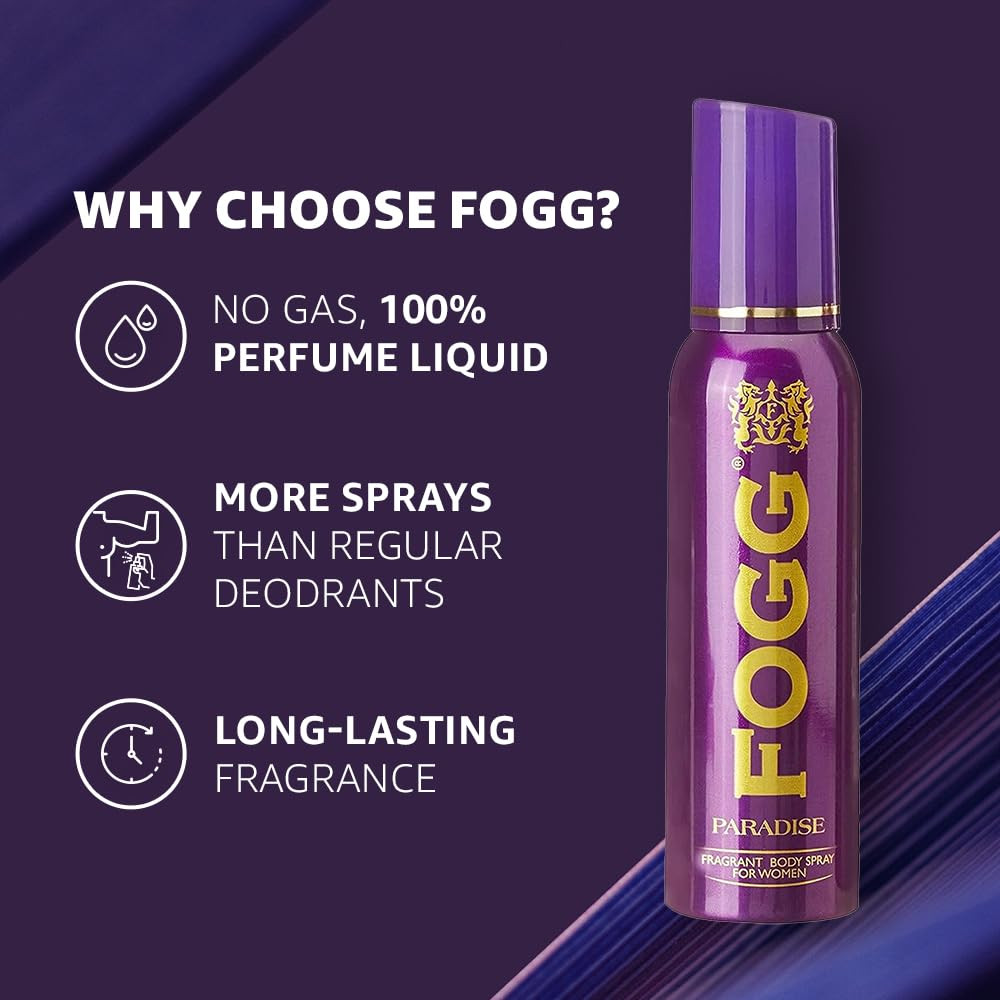 WHY CHOOSE FOGG?
NO GAS, 100%
PERFUME LIQUID
MORE SPRAYS
THAN REGULAR
DEODRANTS
LONG-LASTING
FRAGRANCE
F
FOGG®
PARADISE
FRAGRANT BODY SPRAY
FOR WOMEN